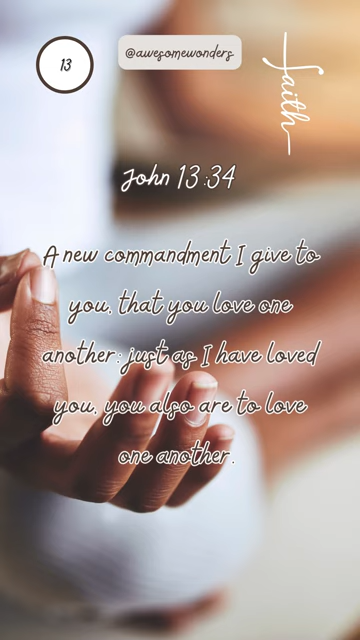 13
@awesomewonders
faith
John 13:34
A new commandment I give to
you, that you love one
another: just as I have loved
you, you also are to love
one another.